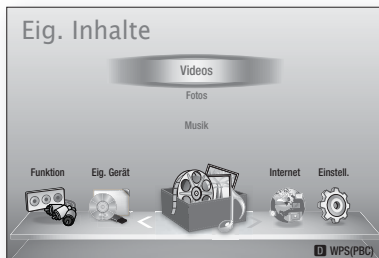 Eig. Inhalte
Videos
Fotos
Musik
Funktion Eig. Gerät Internet Einstell.
D WPS(PBC)